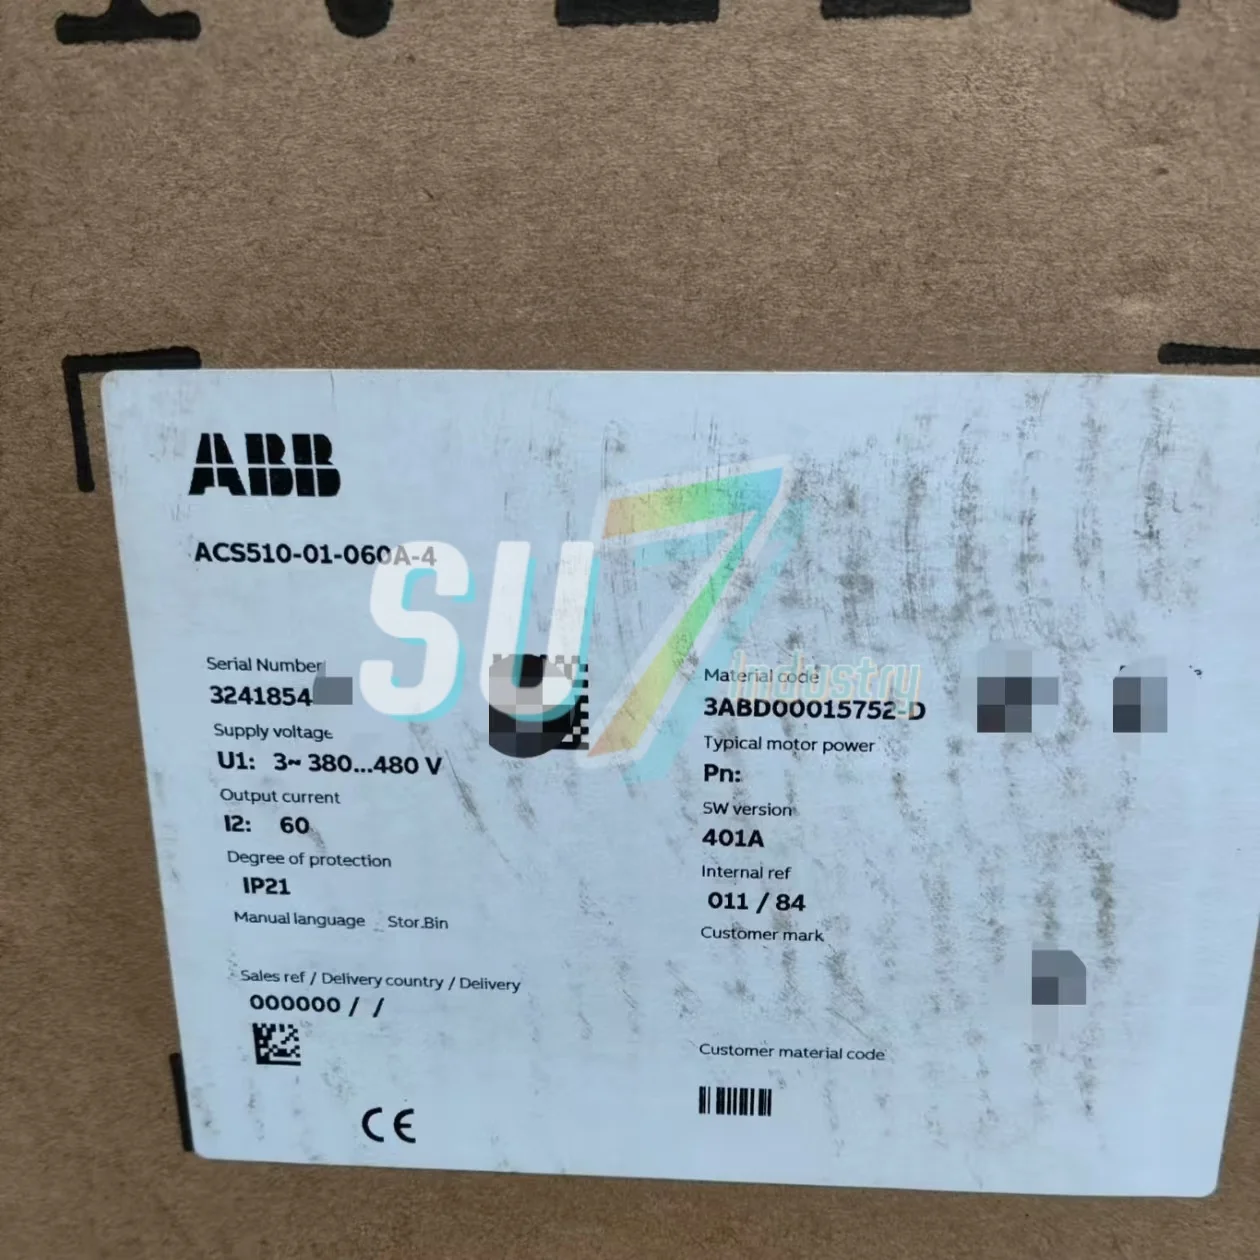 ABB
ACS510-01-060A-4
Serial Number
3241854
Supply voltage
U1: 3~ 380...480 V
Output current
I2: 60
Degree of protection
IP21
Manual language Stor.Bin
Sales ref / Delivery country / Delivery
000000 / /
CE
Material code
3ABD00015752-D
Typical motor power
Pn:
SW version
401A
Internal ref
011 / 84
Customer mark
Customer material code
SU7
Industry